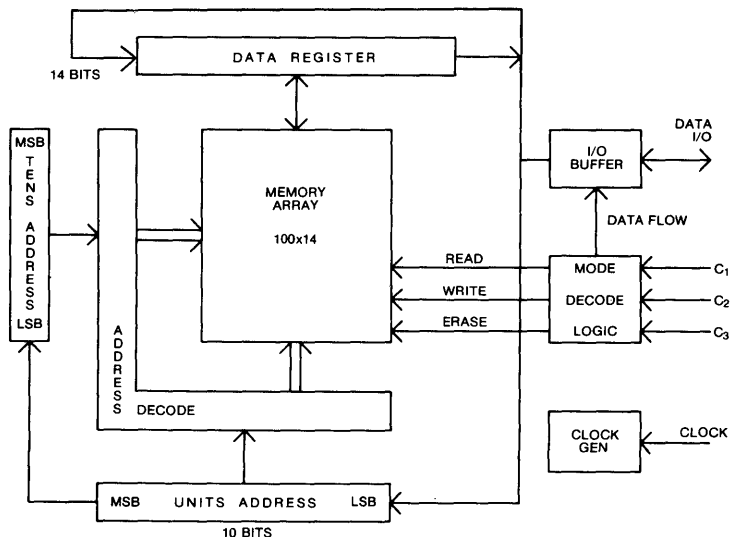 DATA REGISTER
14 BITS
MSB
TENS ADDRESS
LSB
MEMORY
ARRAY
100x14
I/O
BUFFER
DATA
I/O
DATA FLOW
READ
WRITE
ERASE
MODE
DECODE
LOGIC
C1
C2
C3
ADDRESS
DECODE
CLOCK
GEN
CLOCK
MSB UNITS ADDRESS LSB
10 BITS